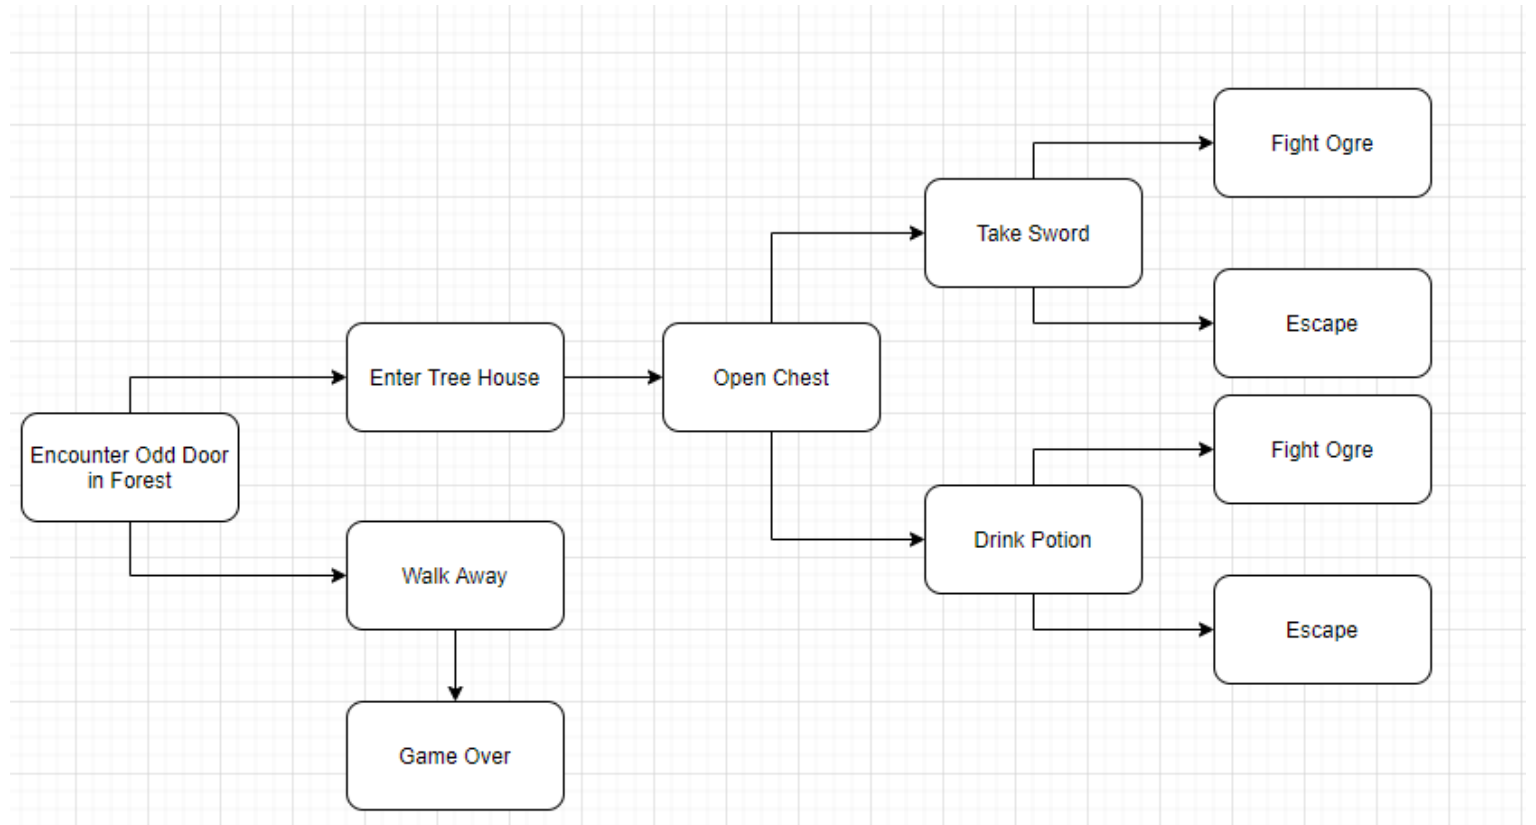 Fight Ogre
Take Sword
Escape
Enter Tree House
Open Chest
Encounter Odd Door
in Forest
Fight Ogre
Drink Potion
Walk Away
Escape
Game Over